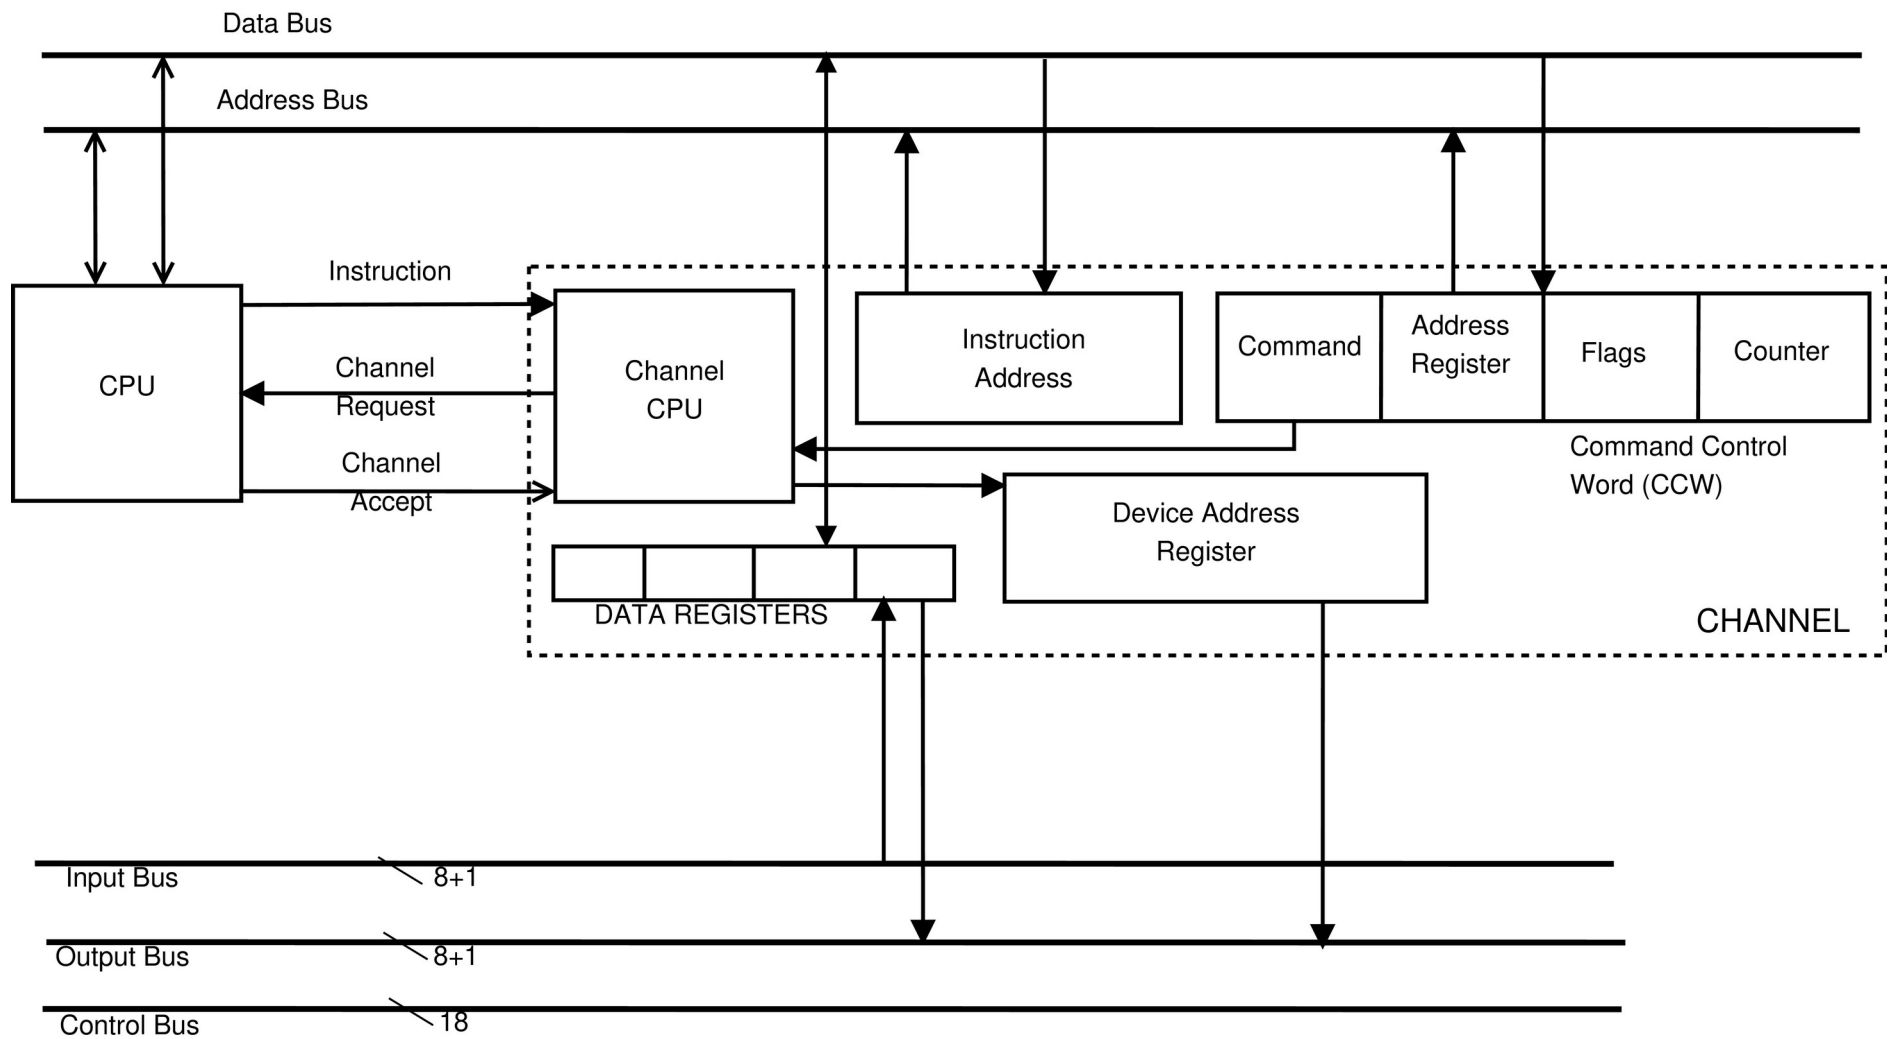 Data Bus
Address Bus
Instruction
CPU
Channel
Request
Channel
Accept
Channel
CPU
Instruction
Address
Command
Address
Register
Flags
Counter
Command Control
Word (CCW)
Device Address
Register
DATA REGISTERS
CHANNEL
Input Bus
8+1
Output Bus
8+1
Control Bus
18